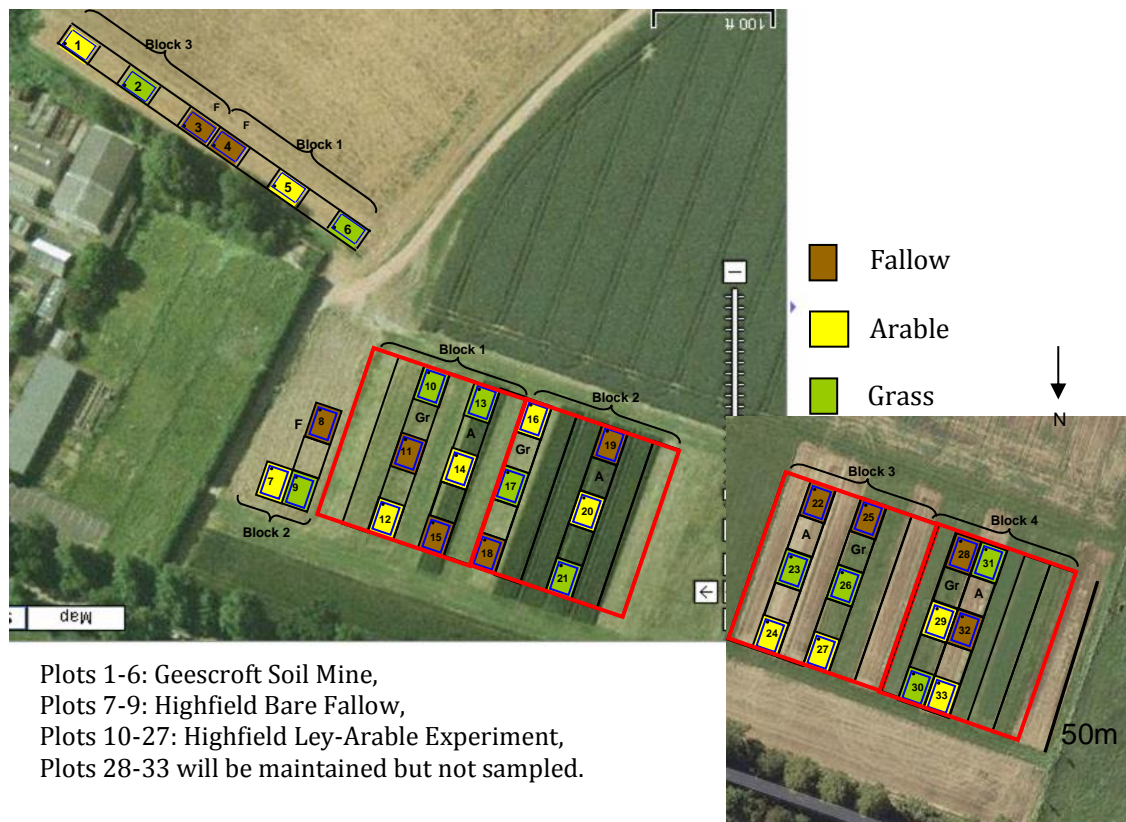 100 ft
Block 3
1
2
F
3
F
4
Block 1
5
6
Fallow
Arable
Grass
N
Block 1
Block 2
10
13
16
8
F
Gr
A
19
11
14
Gr
A
7
9
17
12
20
Block 2
15
18
21
Map
Block 3
Block 4
22
25
A
Gr
28
31
23
26
Gr
A
29
32
24
27
30
33
50m
Plots 1-6: Geescroft Soil Mine,
Plots 7-9: Highfield Bare Fallow,
Plots 10-27: Highfield Ley-Arable Experiment,
Plots 28-33 will be maintained but not sampled.